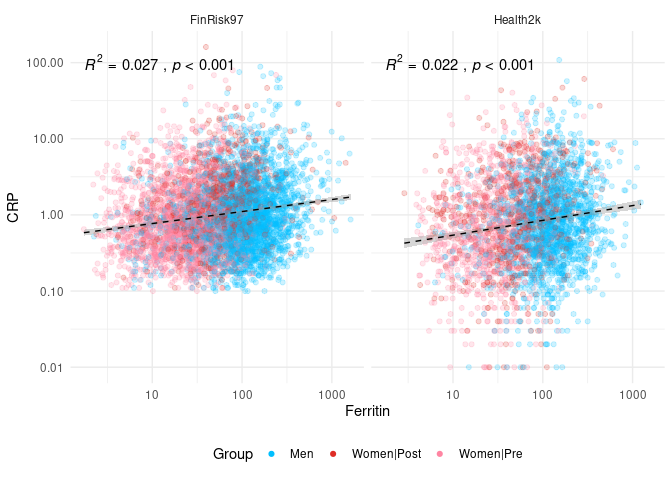 FinRisk97
Health2k
R² = 0.027 , p < 0.001
R² = 0.022 , p < 0.001
CRP
100.00
10.00
1.00
0.10
0.01
10 100 1000
10 100 1000
Ferritin
Group Men Women|Post Women|Pre